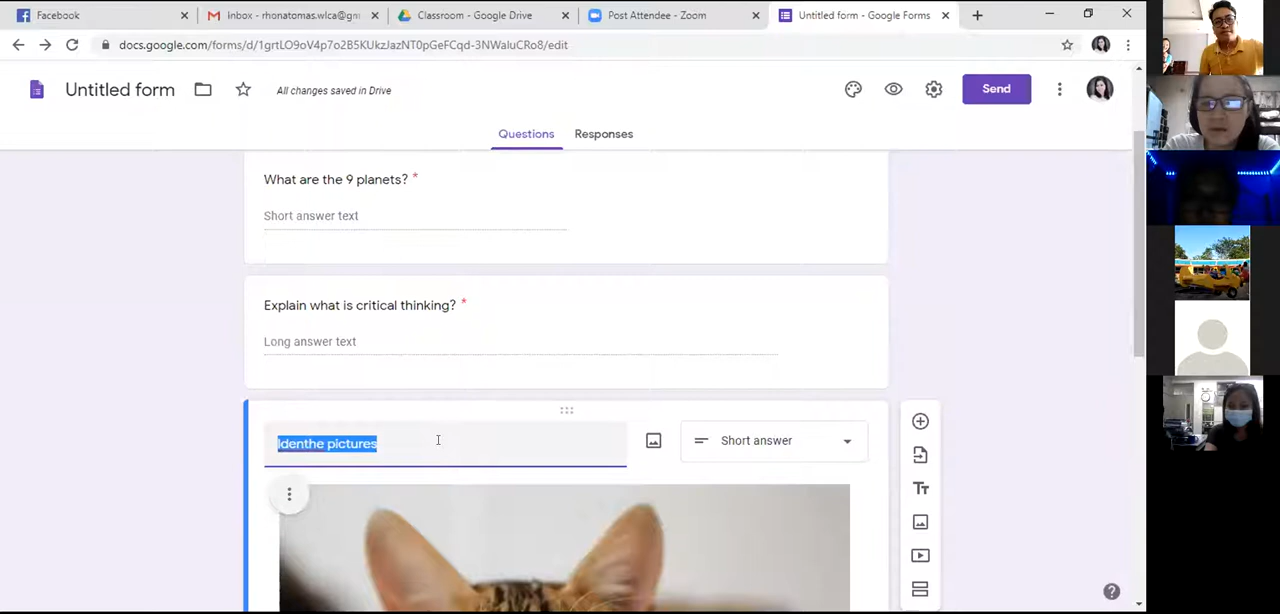 Facebook
Inbox - rhonatomas.wlca@gm
Classroom - Google Drive
Post Attendee - Zoom
Untitled form - Google Forms
docs.google.com/forms/d/1grtLO9oV4p7o2B5KUkzJazNT0pGeFCqd-3NWaluCRo8/edit
Untitled form
All changes saved in Drive
Send
Questions
Responses
What are the 9 planets? *
Short answer text
Explain what is critical thinking? *
Long answer text
Identhe pictures
Short answer
Tт